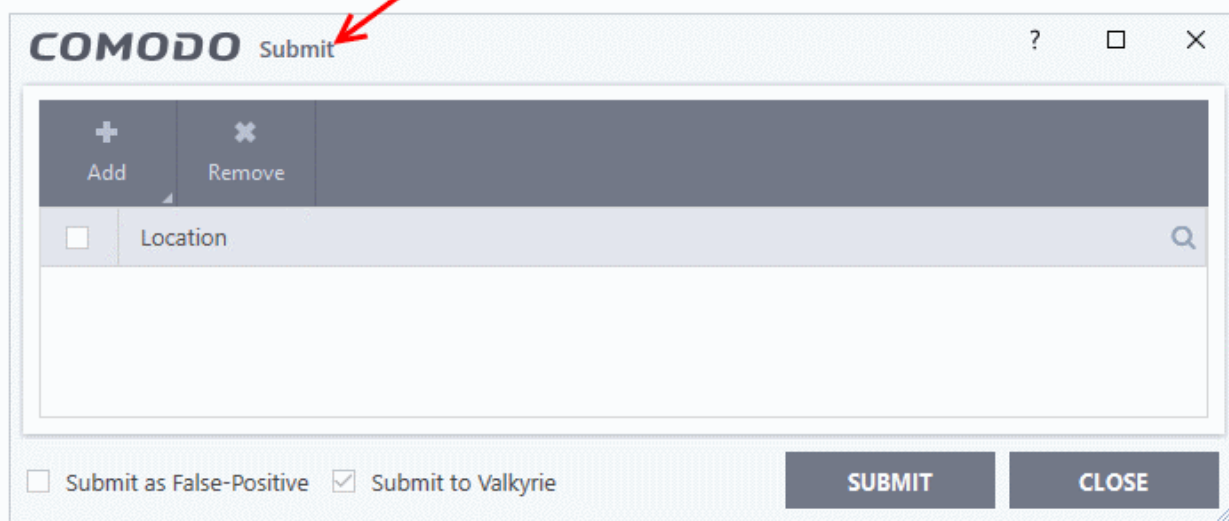 COMODO Submit ?
Add Remove
Location
Submit as False-Positive Submit to Valkyrie SUBMIT CLOSE